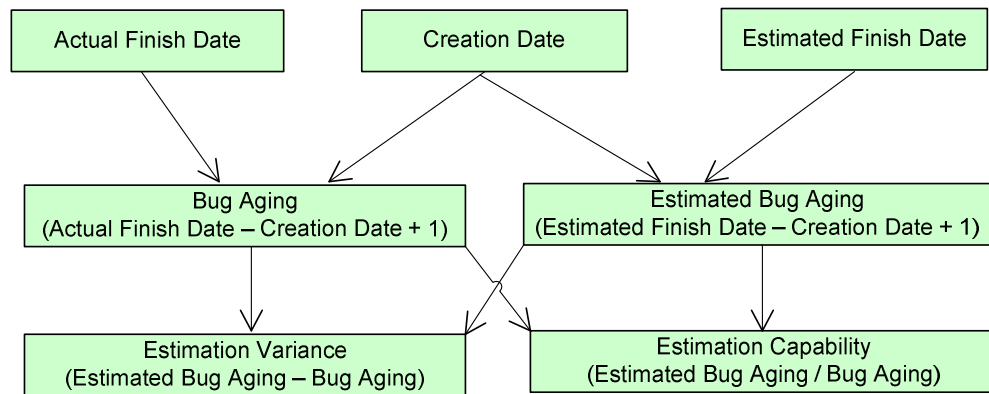 Actual Finish Date
Creation Date
Estimated Finish Date
Bug Aging
(Actual Finish Date – Creation Date + 1)
Estimated Bug Aging
(Estimated Finish Date – Creation Date + 1)
Estimation Variance
(Estimated Bug Aging – Bug Aging)
Estimation Capability
(Estimated Bug Aging / Bug Aging)